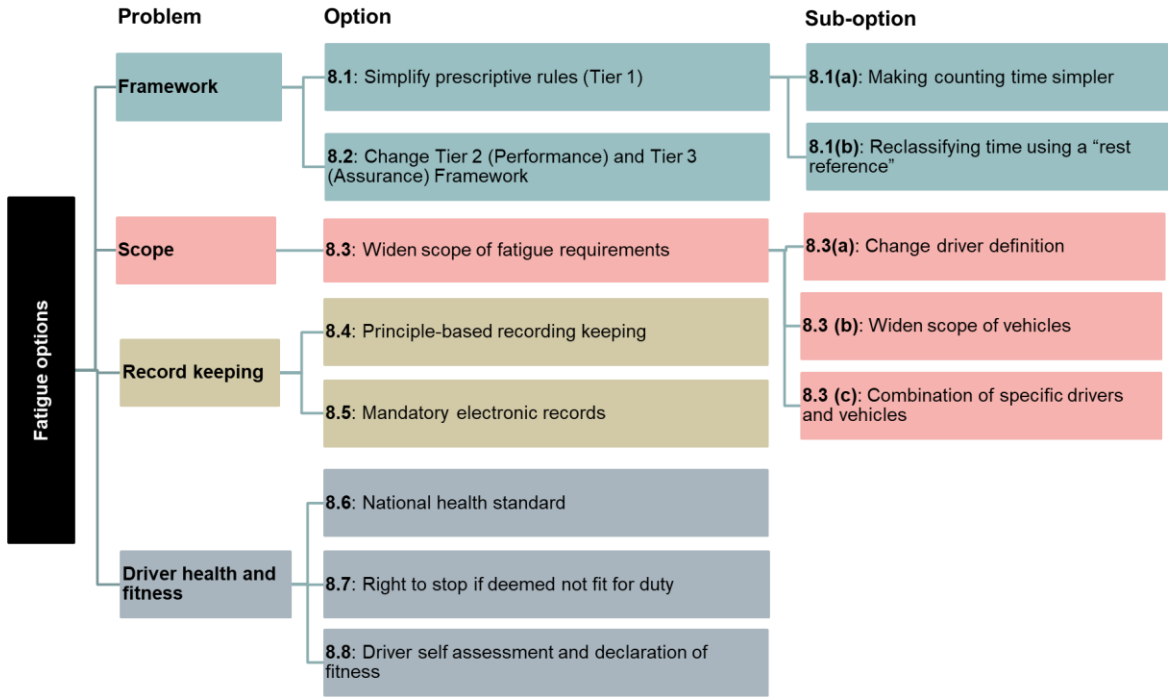 Problem
Option
Sub-option
Fatigue options
Framework
8.1: Simplify prescriptive rules (Tier 1)
8.1(a): Making counting time simpler
8.1(b): Reclassifying time using a “rest
reference”
8.2: Change Tier 2 (Performance) and Tier 3
(Assurance) Framework
Scope
8.3: Widen scope of fatigue requirements
8.3(a): Change driver definition
8.3 (b): Widen scope of vehicles
8.3 (c): Combination of specific drivers
and vehicles
Record keeping
8.4: Principle-based recording keeping
8.5: Mandatory electronic records
Driver health and
fitness
8.6: National health standard
8.7: Right to stop if deemed not fit for duty
8.8: Driver self assessment and declaration of
fitness